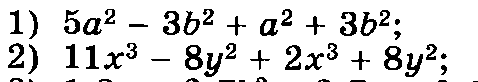 1) 5a² − 3b² + a² + 3b²;
2) 11x³ − 8y² + 2x³ + 8y²;